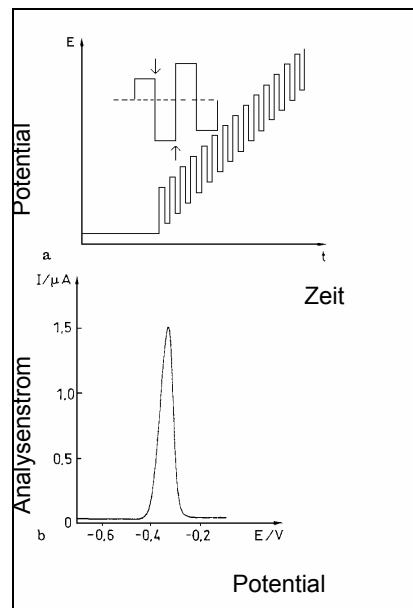 E
Potential
a
t
Zeit
I/µA
1,5
1,0
0,5
0
Analysenstrom
b
-0,6 -0,4 -0,2 E/V
Potential